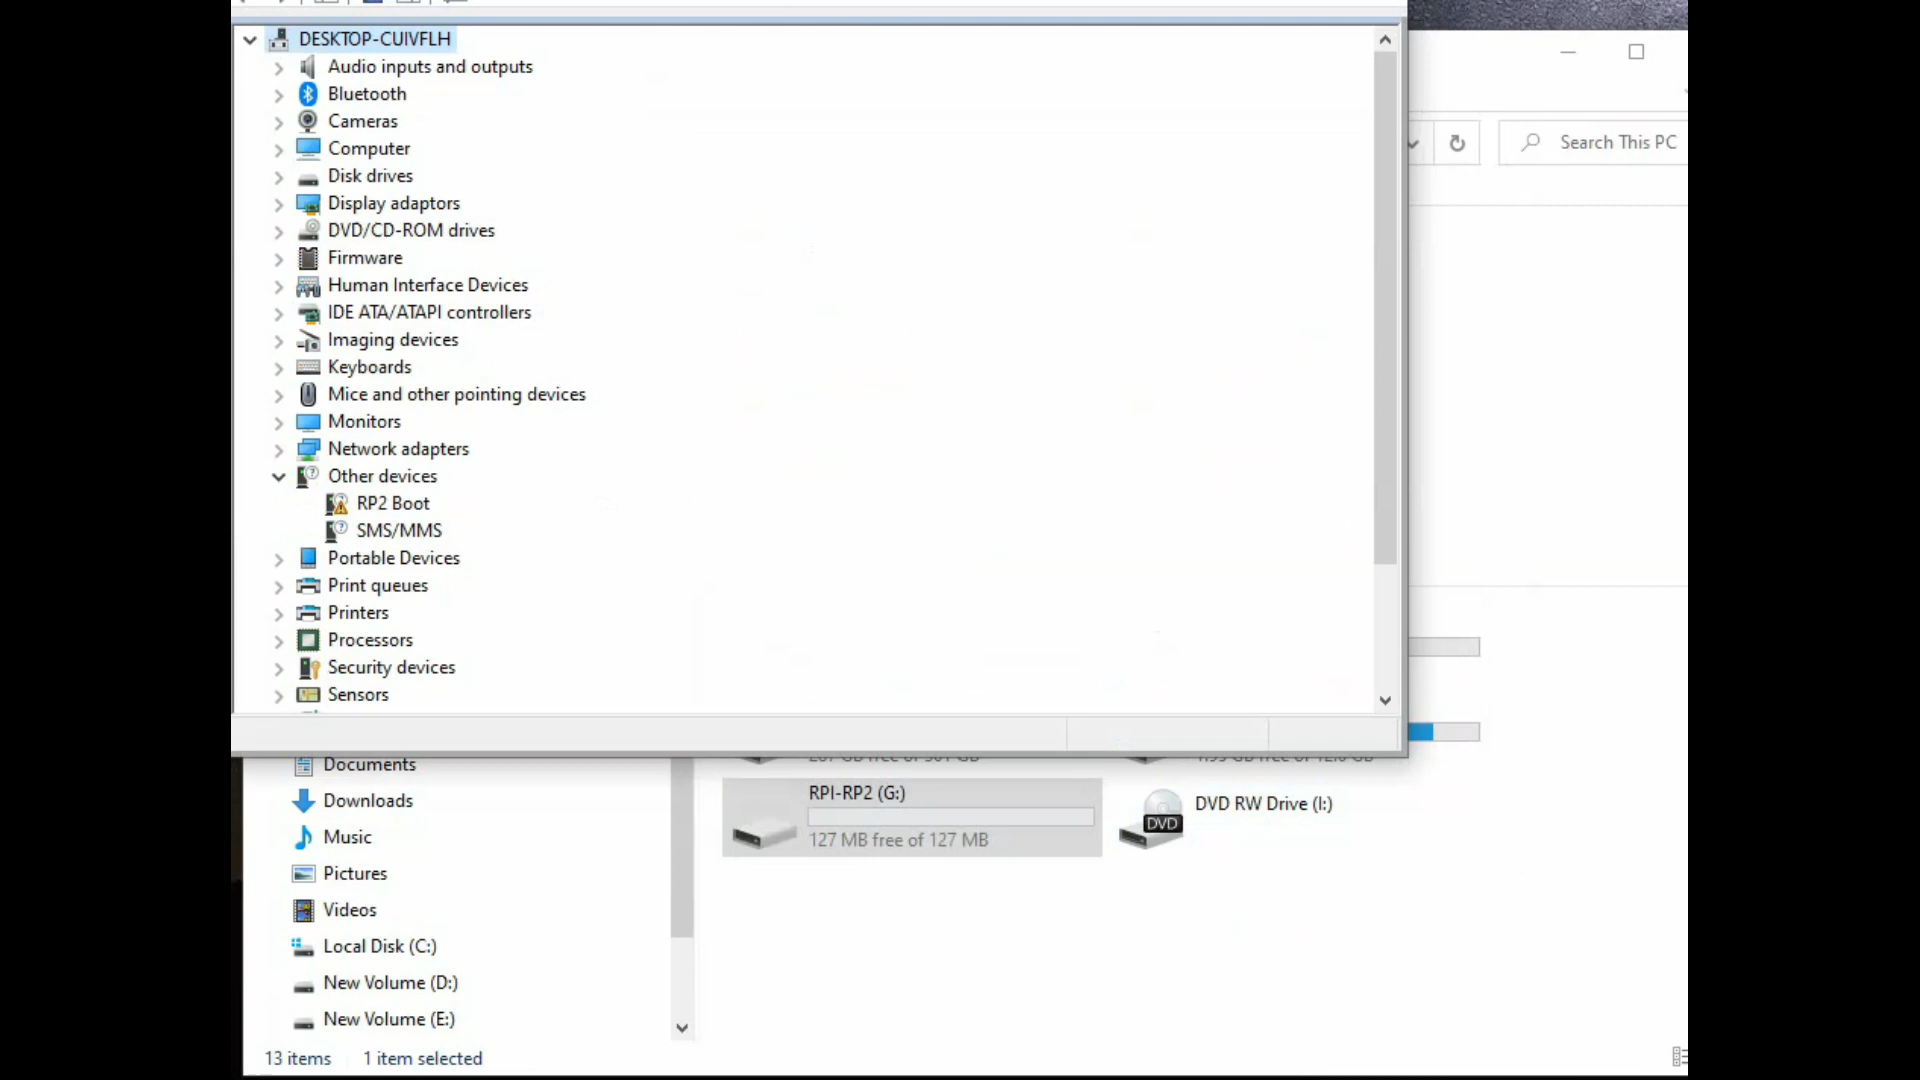 DESKTOP-CUIVFLH
Audio inputs and outputs
Bluetooth
Cameras
Computer
Disk drives
Display adaptors
DVD/CD-ROM drives
Firmware
Human Interface Devices
IDE ATA/ATAPI controllers
Imaging devices
Keyboards
Mice and other pointing devices
Monitors
Network adapters
Other devices
RP2 Boot
SMS/MMS
Portable Devices
Print queues
Printers
Processors
Security devices
Sensors
Search This PC
Documents
Downloads
Music
Pictures
Videos
Local Disk (C:)
New Volume (D:)
New Volume (E:)
RPI-RP2 (G:)
127 MB free of 127 MB
DVD RW Drive (I:)
DVD
13 items
1 item selected